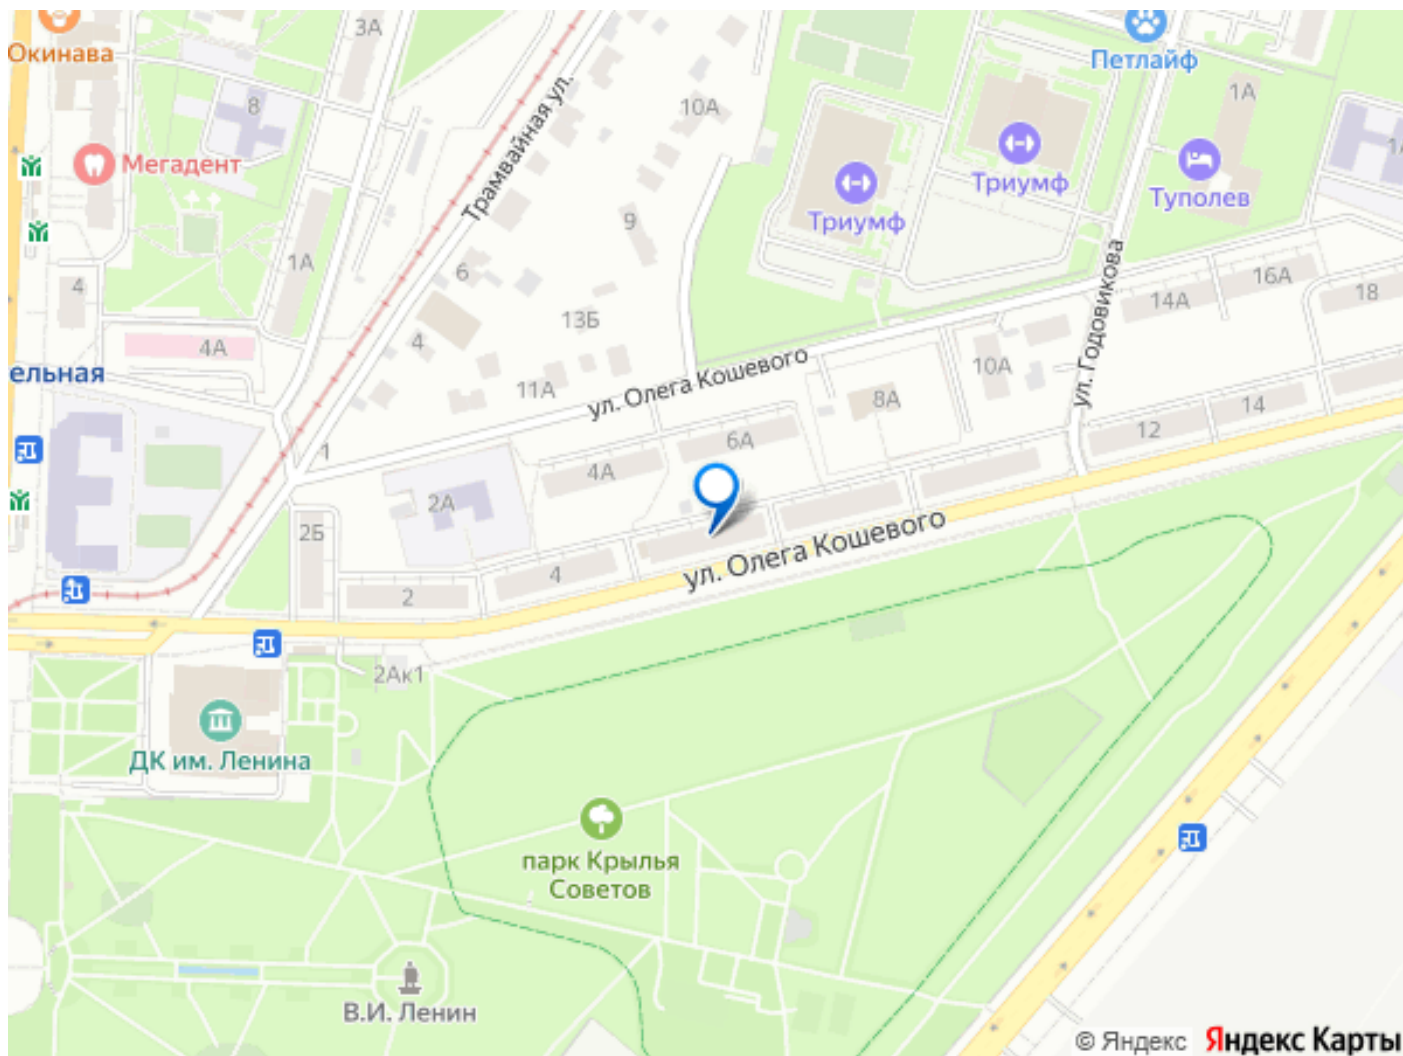 Окинава
3А
Петлайф
8
10А
1А
Трамвайная ул.
Мегадент
Триумф
Триумф
Туполев
9
1А
6
4
13Б
16А
14А
18
4А
4
ул. Годовикова
ельная
11А
ул. Олега Кошевого
10А
8А
14
12
6А
1
4А
2А
2Б
ул. Олега Кошевого
4
2
2Ак1
ДК им. Ленина
парк Крылья
Советов
В.И. Ленин
© Яндекс Яндекс Карты